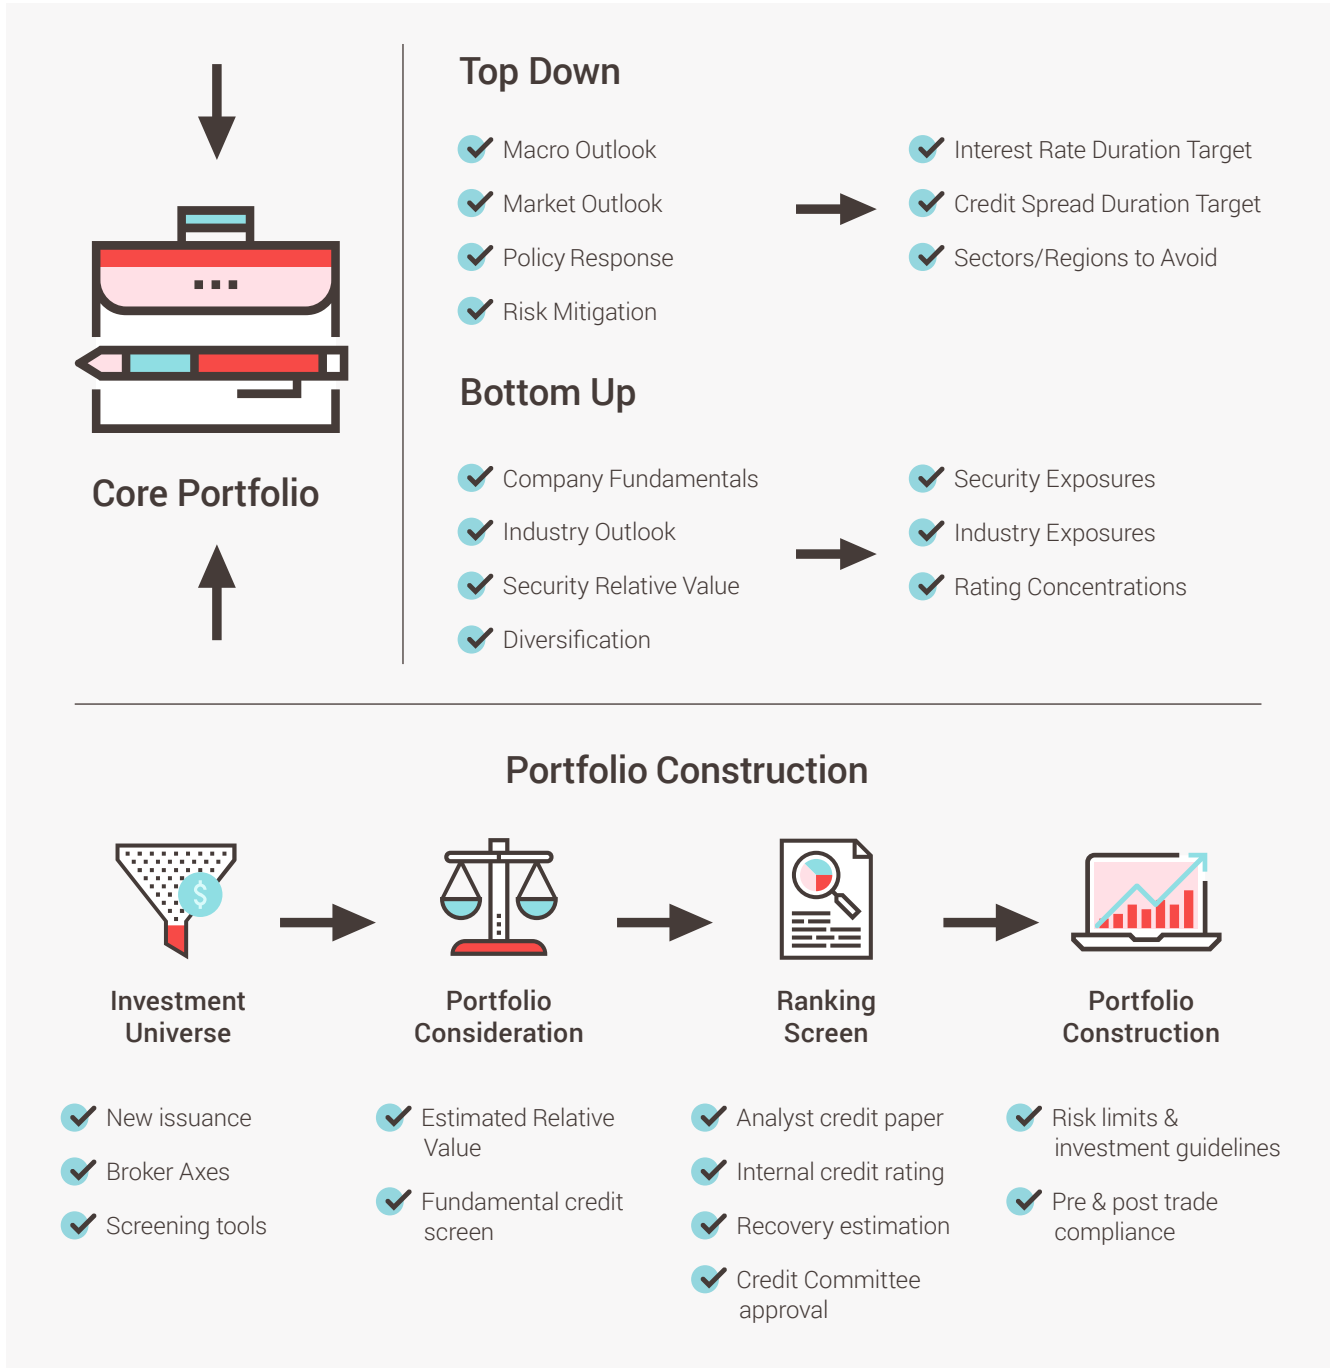 Top Down
Macro Outlook
Market Outlook
Policy Response
Risk Mitigation
Interest Rate Duration Target
Credit Spread Duration Target
Sectors/Regions to Avoid
Core Portfolio
Bottom Up
Company Fundamentals
Industry Outlook
Security Relative Value
Diversification
Security Exposures
Industry Exposures
Rating Concentrations
Portfolio Construction
Investment
Universe
New issuance
Broker Axes
Screening tools
Portfolio
Consideration
Estimated Relative
Value
Fundamental credit
screen
Ranking
Screen
Analyst credit paper
Internal credit rating
Recovery estimation
Credit Committee
approval
Portfolio
Construction
Risk limits &
investment guidelines
Pre & post trade
compliance
$